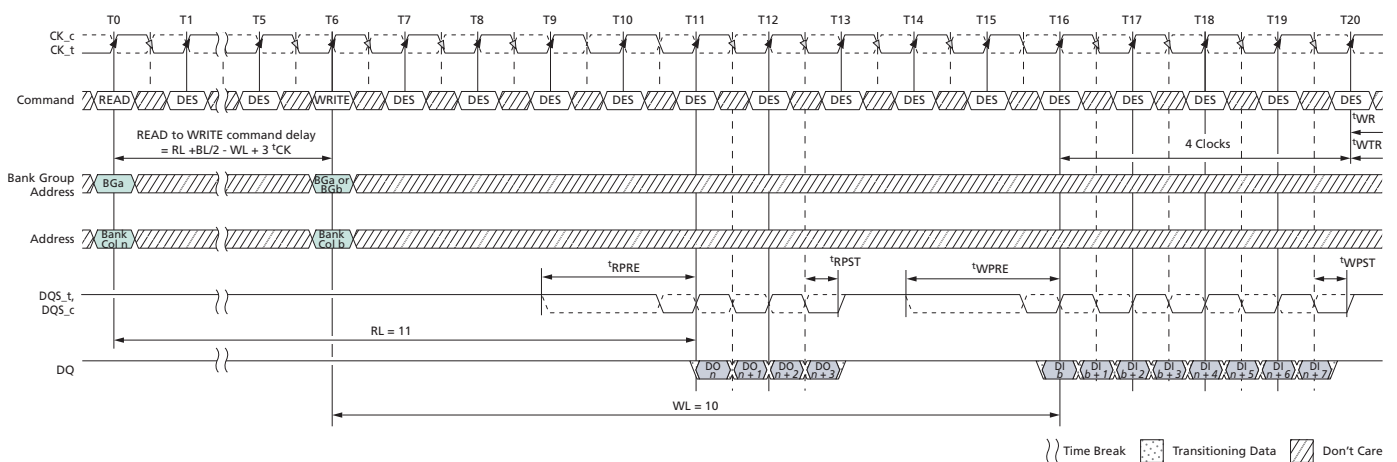 T0 T1 T5 T6 T7 T8 T9 T10 T11 T12 T13 T14 T15 T16 T17 T18 T19 T20
CK_c
CK_t
Command READ DES DES WRITE DES DES DES DES DES DES DES DES DES DES DES DES DES DES
READ to WRITE command delay
= RL +BL/2 - WL + 3 tCK
4 Clocks
tWR
tWTR
Bank Group
Address
BGa
BGa or
BGb
Address
Bank
Col n
Bank
Col b
tRPRE tRPST tWPRE tWPST
DQS_t,
DQS_c
RL = 11
DQ
DO
n
DO
n + 1
DO
n + 2
DO
n + 3
DI
b
DI
b + 1
DI
b + 2
DI
b + 3
DI
n + 4
DI
n + 5
DI
n + 6
DI
n + 7
WL = 10
Time Break Transitioning Data Don't Care